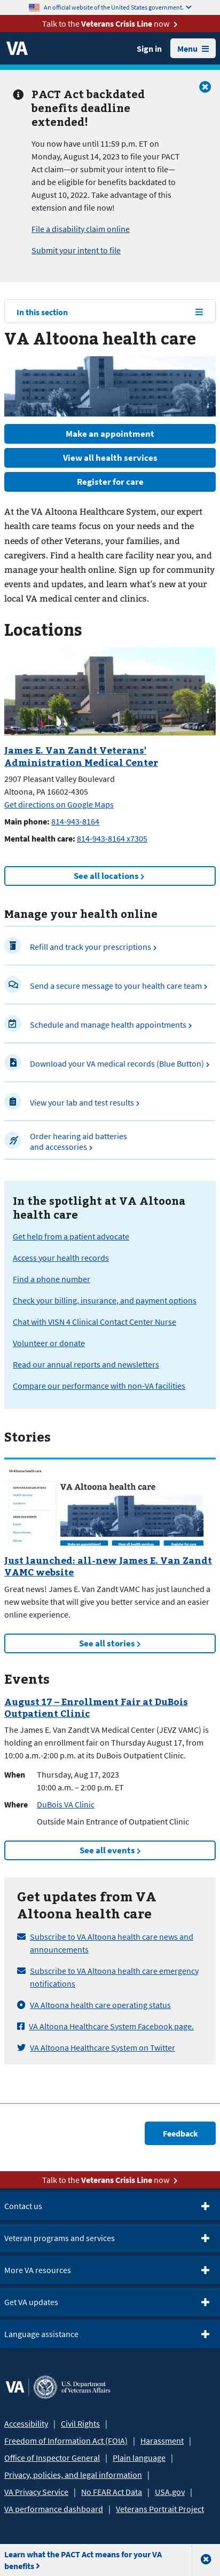 An official website of the United States government.
Talk to the Veterans Crisis Line now
VA
Sign in
Menu
PACT Act backdated
benefits deadline
extended!
You now have until 11:59 p.m. ET on
Monday, August 14, 2023 to file your PACT
Act claim—or submit your intent to file—
and be eligible for benefits backdated to
August 10, 2022. Take advantage of this
extension and file now!
File a disability claim online
Submit your intent to file
In this section
VA Altoona health care
Make an appointment
View all health services
Register for care
At the VA Altoona Healthcare System, our expert
health care teams focus on your needs and the
needs of other Veterans, your families, and
caregivers. Find a health care facility near you, and
manage your health online. Sign up for community
events and updates, and learn what's new at your
local VA medical center and clinics.
Locations
James E. Van Zandt Veterans'
Administration Medical Center
2907 Pleasant Valley Boulevard
Altoona, PA 16602-4305
Get directions on Google Maps
Main phone: 814-943-8164
Mental health care: 814-943-8164 x7305
See all locations
Manage your health online
Refill and track your prescriptions
Send a secure message to your health care team
Schedule and manage health appointments
Download your VA medical records (Blue Button)
View your lab and test results
Order hearing aid batteries
and accessories
In the spotlight at VA Altoona
health care
Get help from a patient advocate
Access your health records
Find a phone number
Check your billing, insurance, and payment options
Chat with VISN 4 Clinical Contact Center Nurse
Volunteer or donate
Read our annual reports and newsletters
Compare our performance with non-VA facilities
Stories
VA Altoona health care
Just launched: all-new James E. Van Zandt
VAMC website
Great news! James E. Van Zandt VAMC has just launched a
new website that will give you better service and an easier
online experience.
See all stories
Events
August 17 – Enrollment Fair at DuBois
Outpatient Clinic
The James E. Van Zandt VA Medical Center (JEVZ VAMC) is
holding an enrollment fair on Thursday August 17, from
10:00 a.m.-2:00 p.m. at its DuBois Outpatient Clinic.
When Thursday, Aug 17, 2023
10:00 a.m. – 2:00 p.m. ET
Where DuBois VA Clinic
Outside Main Entrance of Outpatient Clinic
See all events
Get updates from VA
Altoona health care
Subscribe to VA Altoona health care news and
announcements
Subscribe to VA Altoona health care emergency
notifications
VA Altoona health care operating status
VA Altoona Healthcare System Facebook page.
VA Altoona Healthcare System on Twitter
Feedback
Talk to the Veterans Crisis Line now
Contact us
Veteran programs and services
More VA resources
Get VA updates
Language assistance
VA
U.S. Department
of Veterans Affairs
Accessibility | Civil Rights |
Freedom of Information Act (FOIA) | Harassment |
Office of Inspector General | Plain language |
Privacy, policies, and legal information |
VA Privacy Service | No FEAR Act Data | USA.gov |
VA performance dashboard | Veterans Portrait Project
Learn what the PACT Act means for your VA
benefits